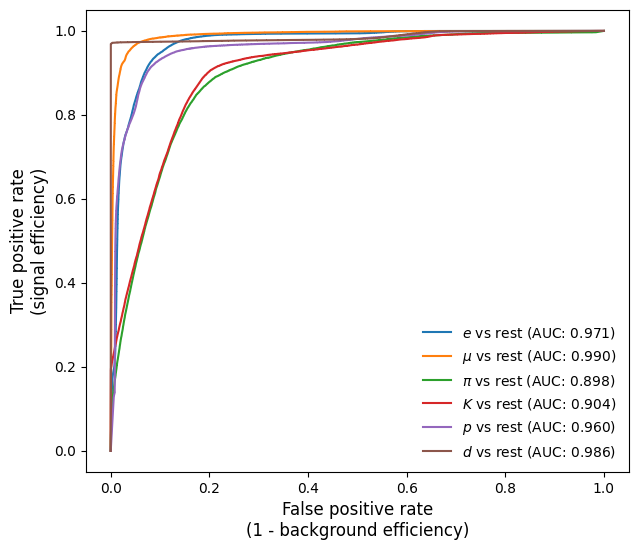 1.0
0.8
0.6
0.4
0.2
0.0
True positive rate
(signal efficiency)
e vs rest (AUC: 0.971)
μ vs rest (AUC: 0.990)
π vs rest (AUC: 0.898)
K vs rest (AUC: 0.904)
p vs rest (AUC: 0.960)
d vs rest (AUC: 0.986)
0.0 0.2 0.4 0.6 0.8 1.0
False positive rate
(1 - background efficiency)